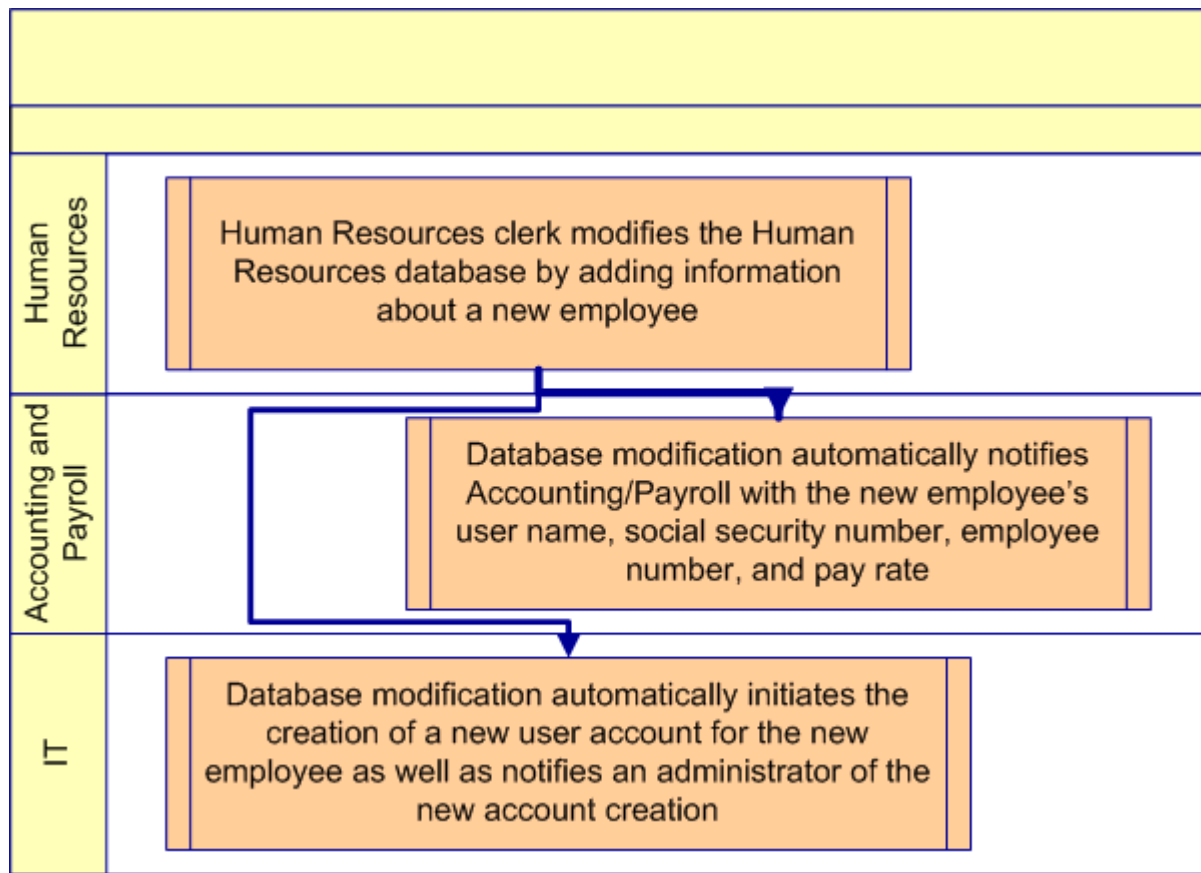 Human
Resources
Human Resources clerk modifies the Human
Resources database by adding information
about a new employee
Accounting and
Payroll
Database modification automatically notifies
Accounting/Payroll with the new employee’s
user name, social security number, employee
number, and pay rate
IT
Database modification automatically initiates the
creation of a new user account for the new
employee as well as notifies an administrator of the
new account creation